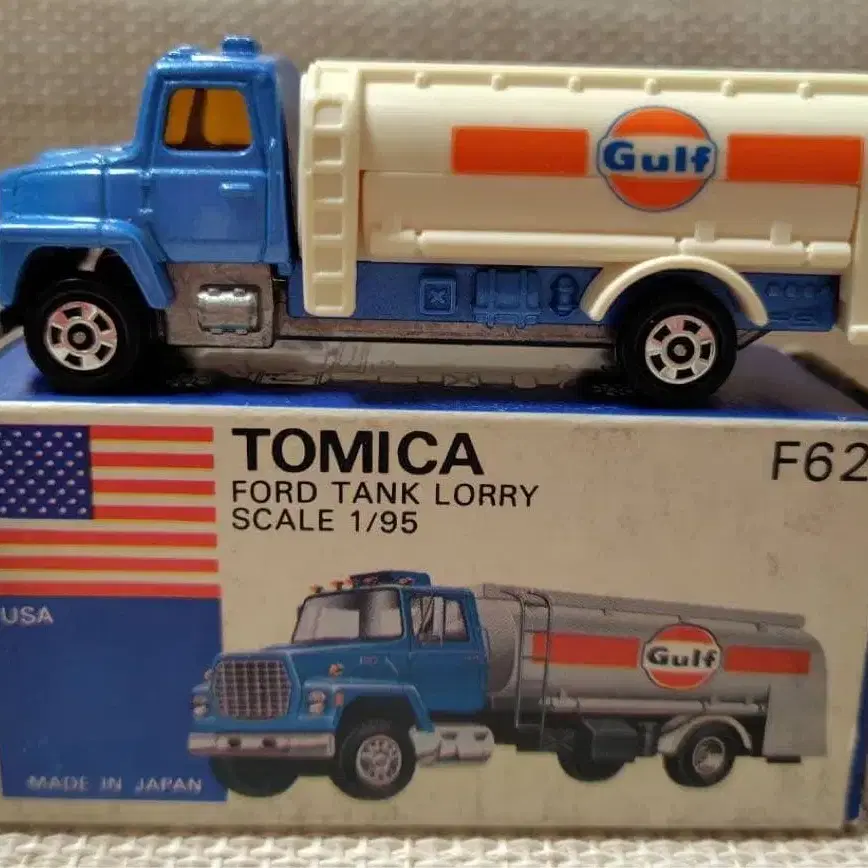 Gulf
TOMICA
F62
FORD TANK LORRY
SCALE 1/95
USA
Gulf
MADE IN JAPAN